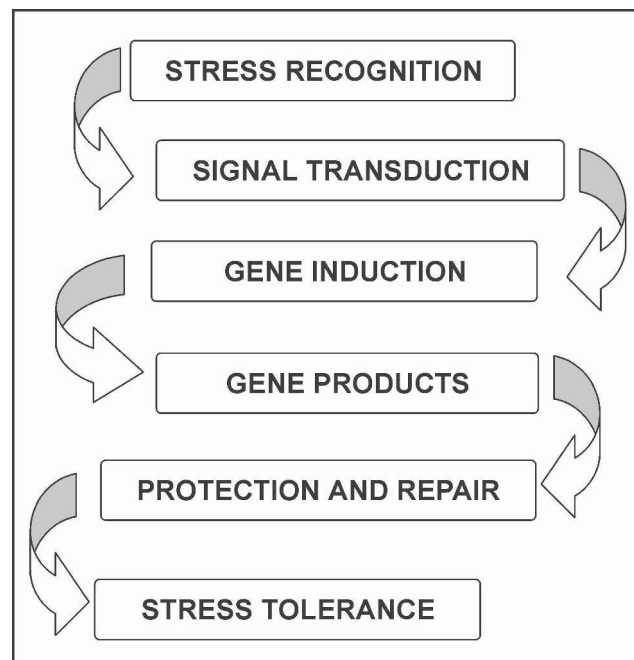 STRESS RECOGNITION
SIGNAL TRANSDUCTION
GENE INDUCTION
GENE PRODUCTS
PROTECTION AND REPAIR
STRESS TOLERANCE